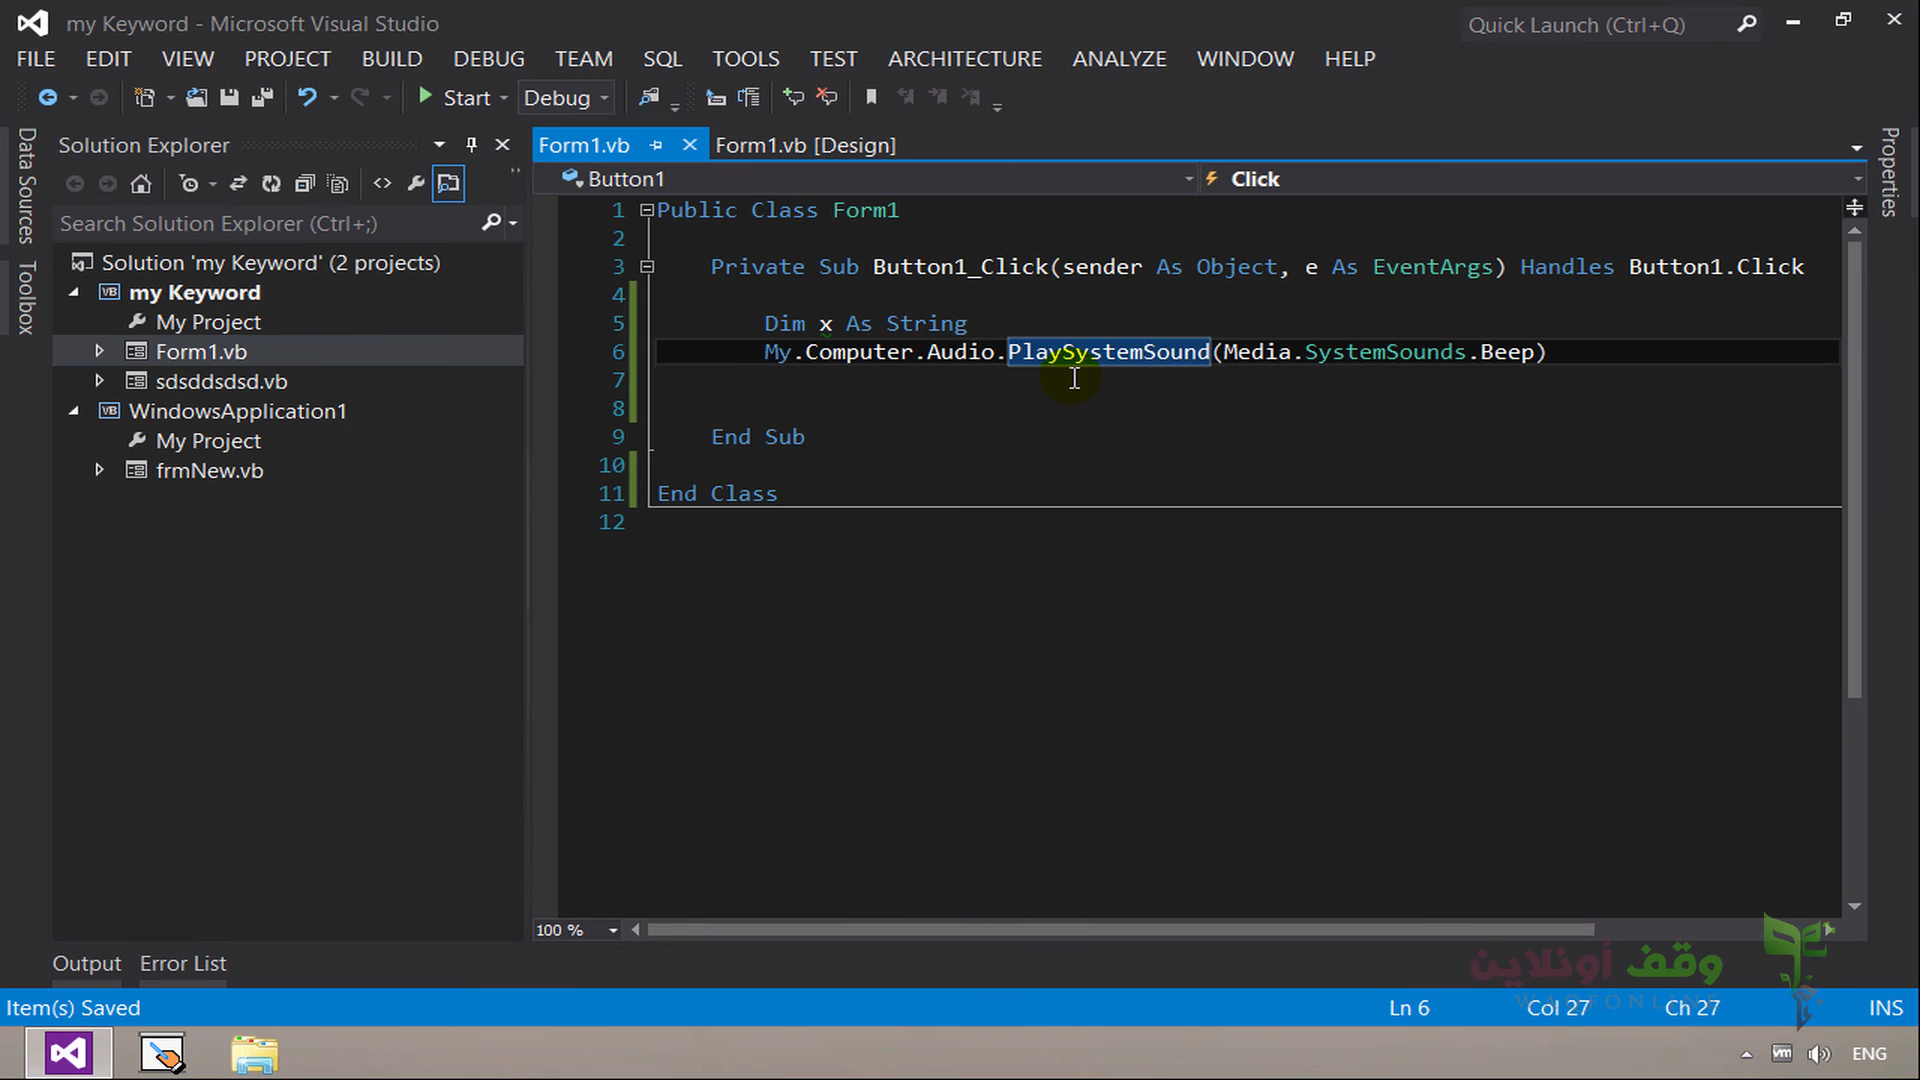 my Keyword - Microsoft Visual Studio
Quick Launch (Ctrl+Q)
FILE EDIT VIEW PROJECT BUILD DEBUG TEAM SQL TOOLS TEST ARCHITECTURE ANALYZE WINDOW HELP
Start Debug
Data Sources
Toolbox
Solution Explorer
Search Solution Explorer (Ctrl+;)
Solution 'my Keyword' (2 projects)
my Keyword
My Project
Form1.vb
sdsddsdsd.vb
WindowsApplication1
My Project
frmNew.vb
Form1.vb Form1.vb [Design]
Button1 Click
1 Public Class Form1
2
3 Private Sub Button1_Click(sender As Object, e As EventArgs) Handles Button1.Click
4
5 Dim x As String
6 My.Computer.Audio.PlaySystemSound(Media.SystemSounds.Beep)
7
8
9 End Sub
10
11 End Class
12
Properties
100 %
Output Error List
وقف أونلاين
WAQFONLINE
Item(s) Saved Ln 6 Col 27 Ch 27 INS
vm ENG